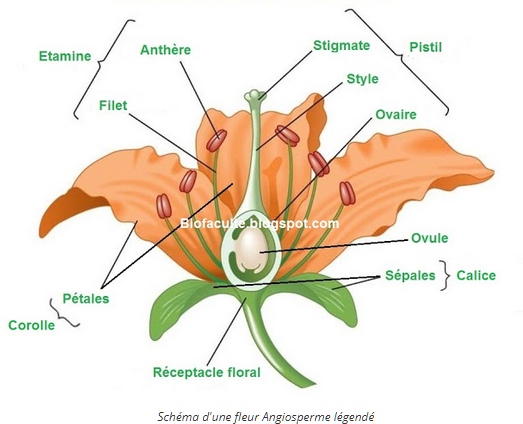 Etamine
Anthère
Stigmate
Pistil
Filet
Style
Ovaire
Biofaculte.blogspot.com
Ovule
Pétales
Sépales
Calice
Corolle
Réceptacle floral
Schéma d'une fleur Angiosperme légendé